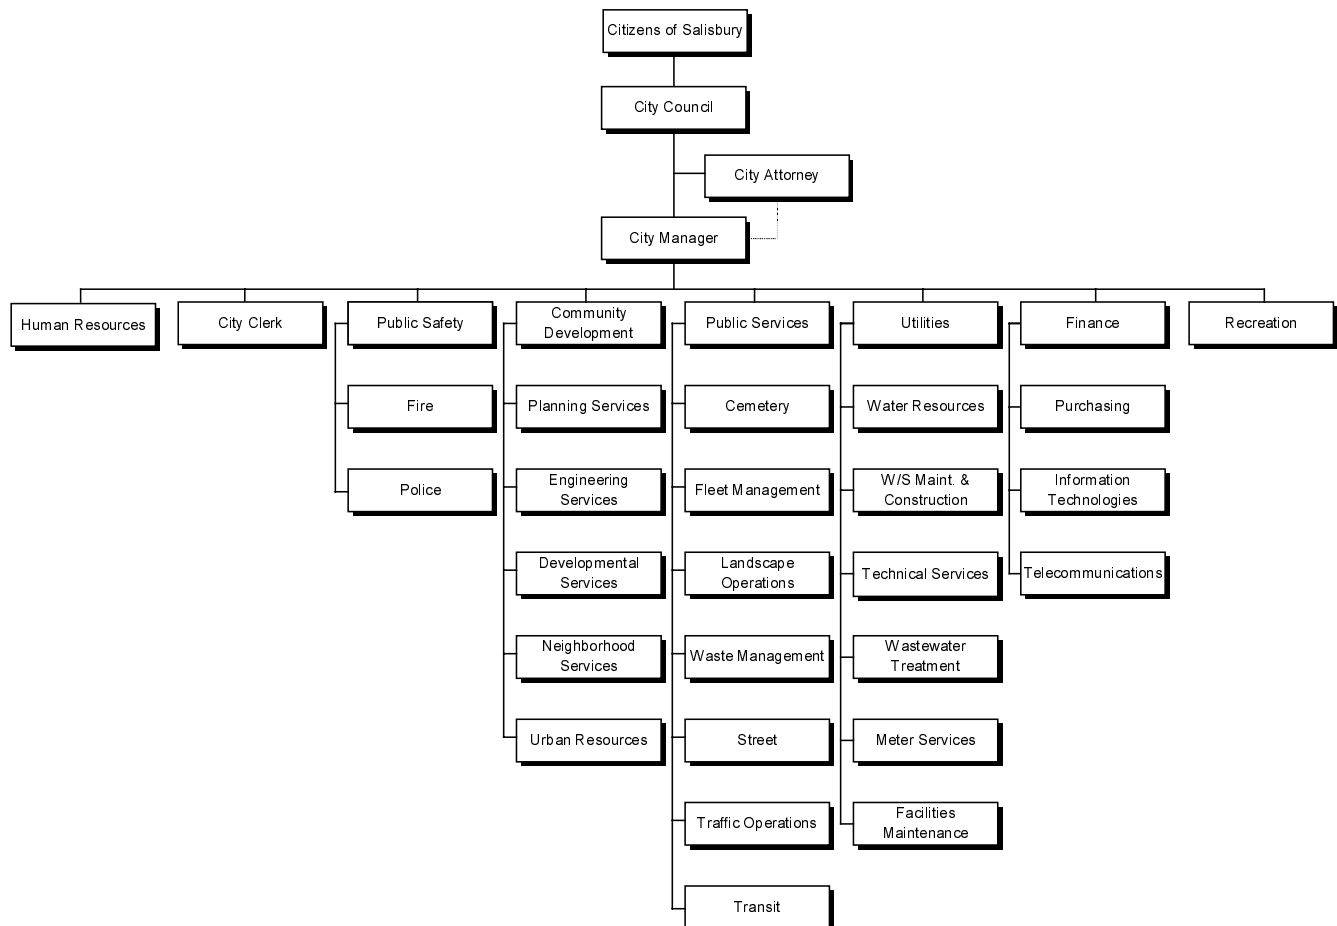 Citizens of Salisbury
City Council
City Attorney
City Manager
Human Resources
City Clerk
Public Safety
Community
Development
Public Services
Utilities
Finance
Recreation
Fire
Planning Services
Cemetery
Water Resources
Purchasing
Police
Engineering
Services
Fleet Management
W/S Maint. &
Construction
Information
Technologies
Developmental
Services
Landscape
Operations
Technical Services
Telecommunications
Neighborhood
Services
Waste Management
Wastewater
Treatment
Urban Resources
Street
Meter Services
Traffic Operations
Facilities
Maintenance
Transit